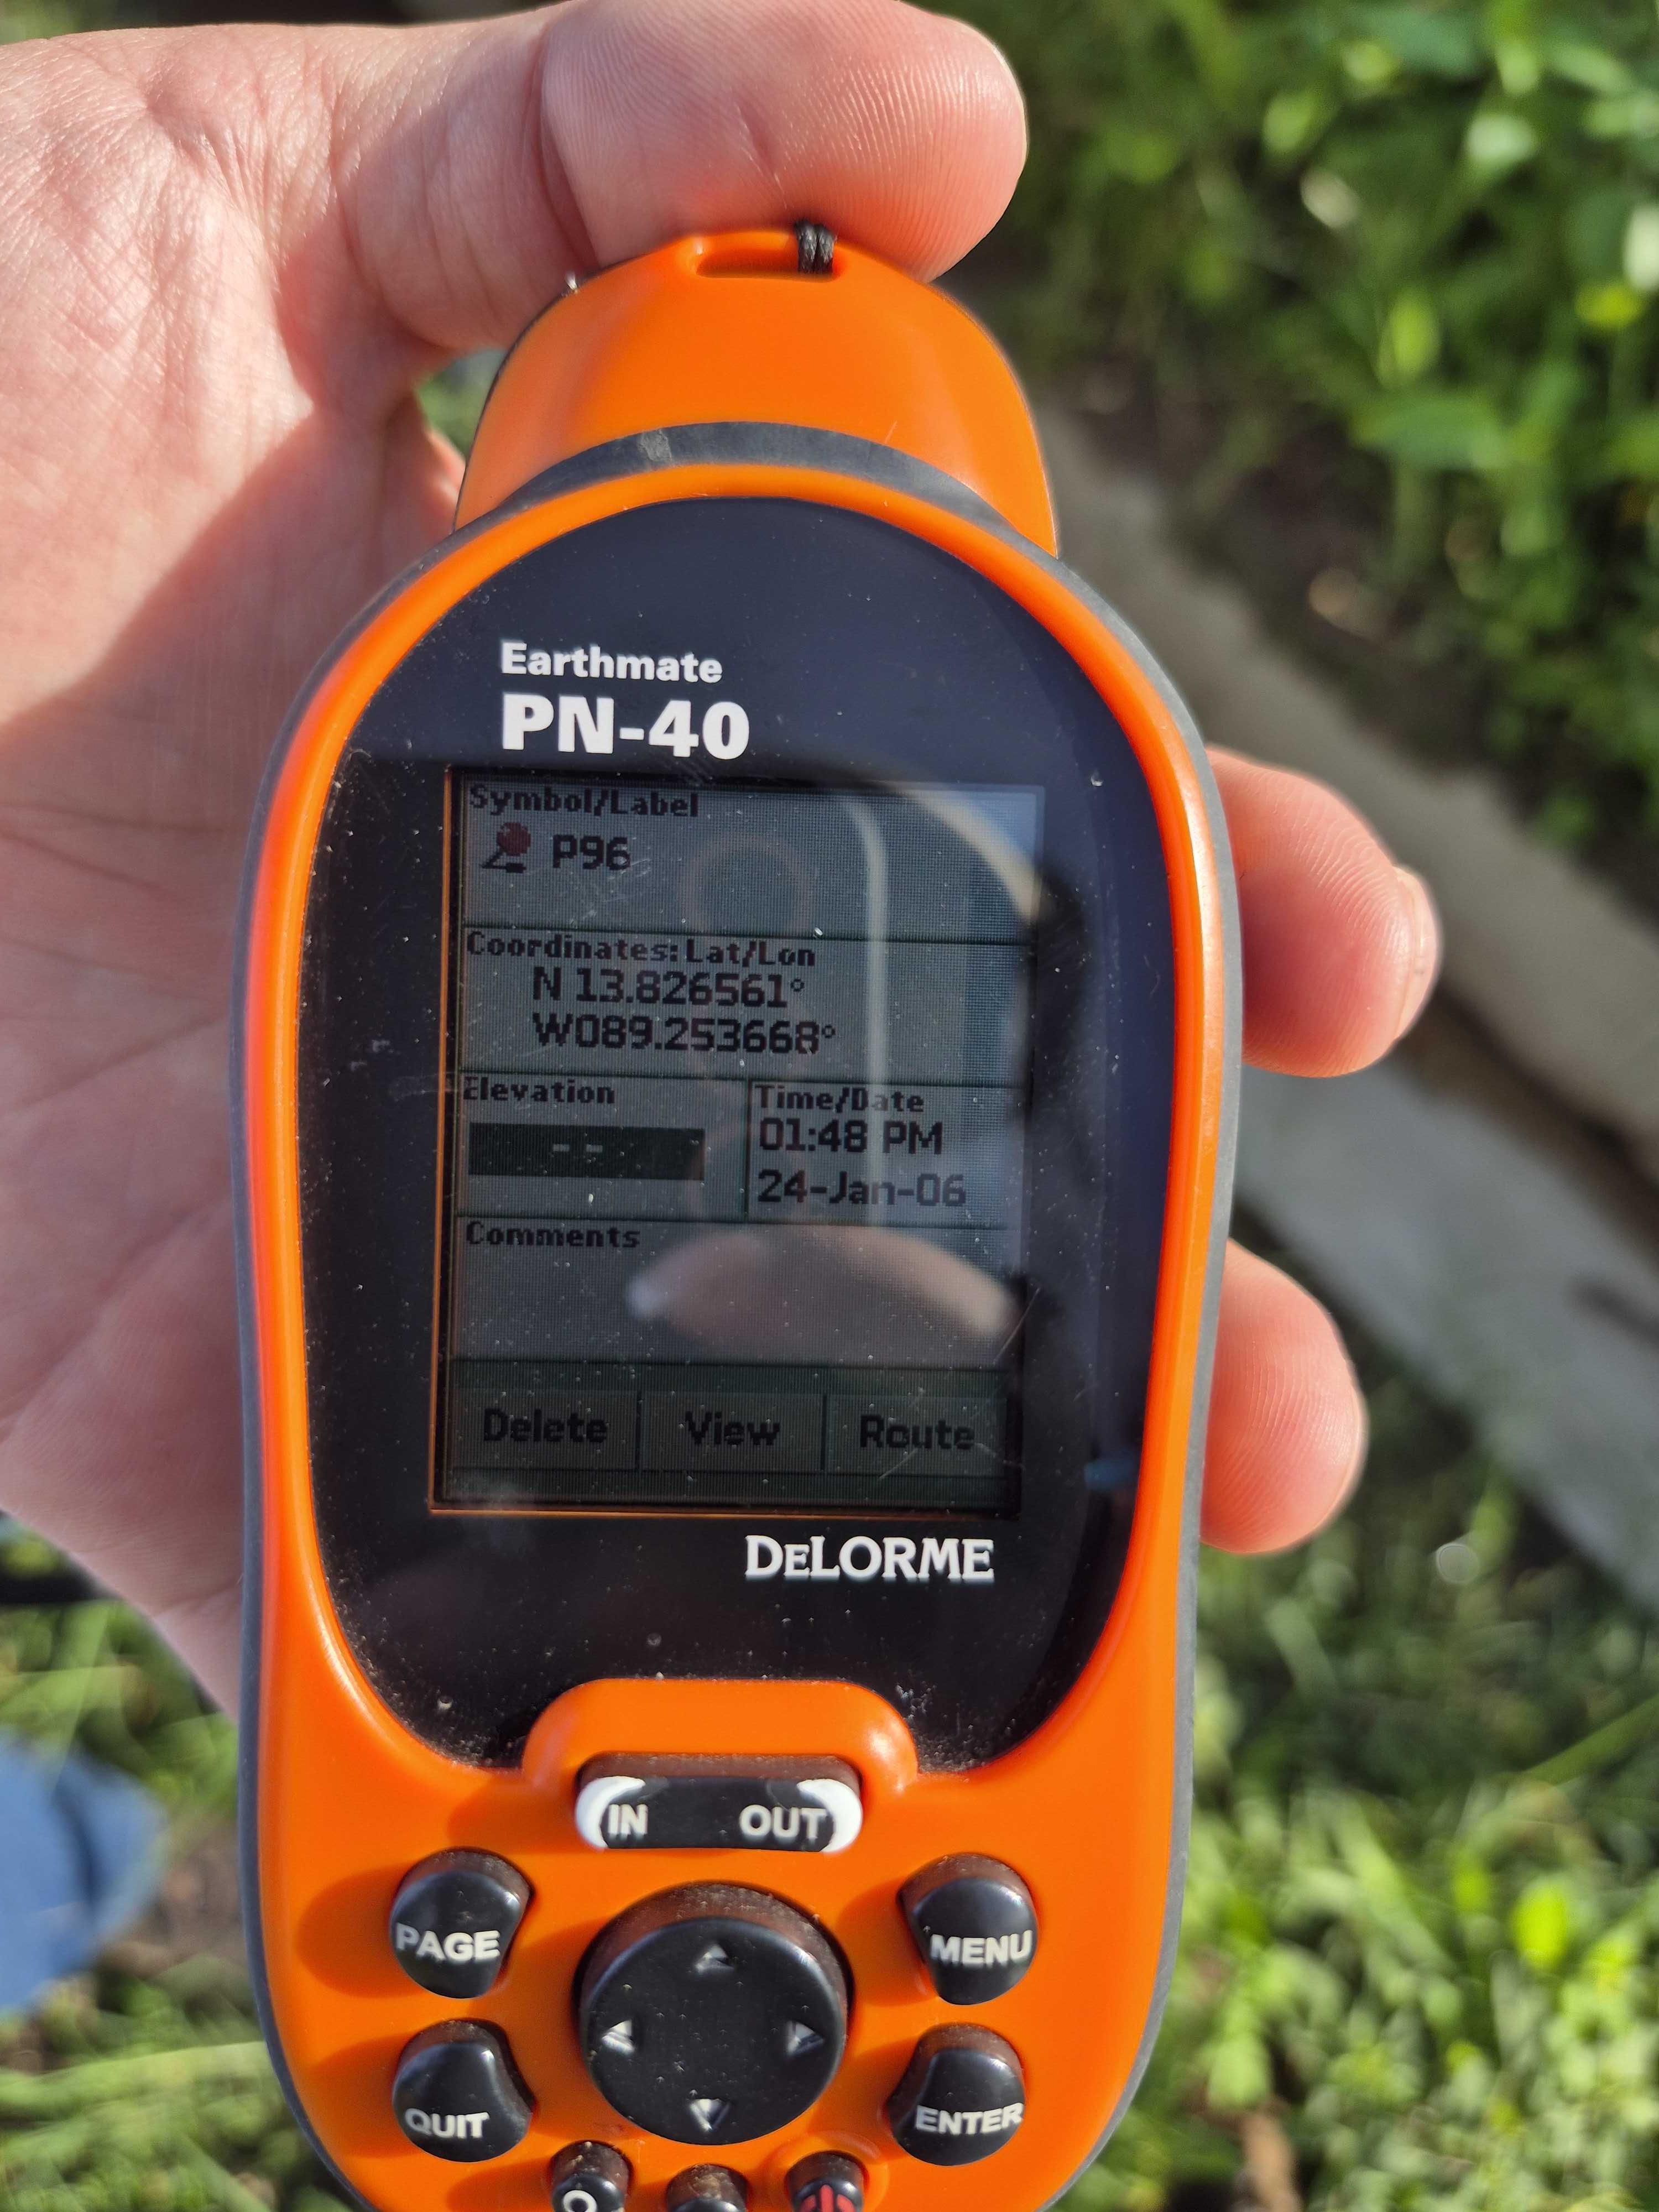 Earthmate
PN-40
Symbol/Label
P96
Coordinates: Lat/Lon
N 13.826561°
W089.253668°
Elevation
--
Time/Date
01:48 PM
24-Jan-06
Comments
Delete View Route
DELORME
IN OUT
PAGE MENU
QUIT ENTER